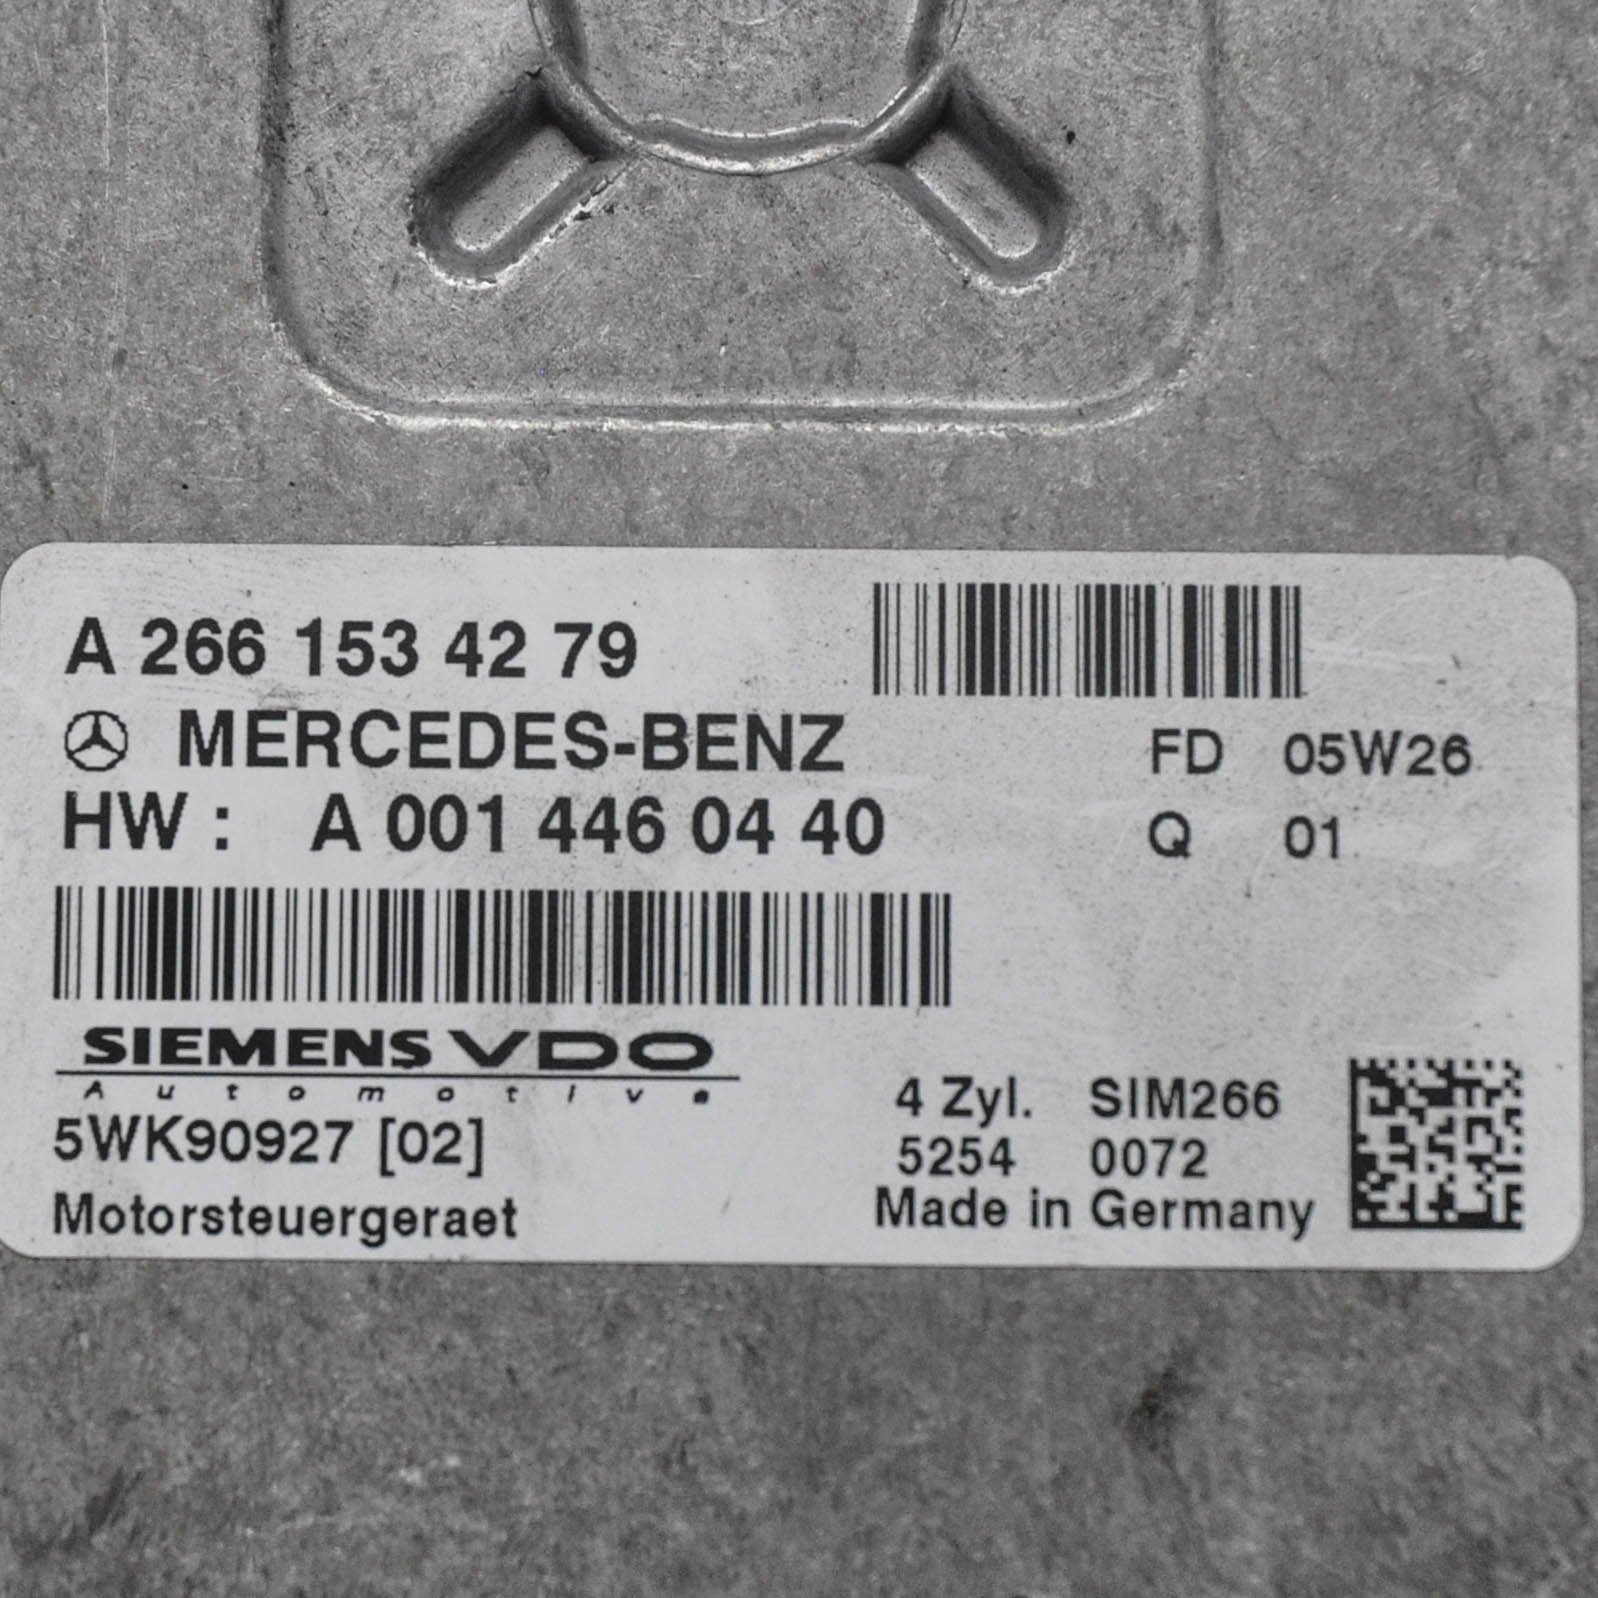 A 266 153 42 79
MERCEDES-BENZ
FD 05W26
HW : A 001 446 04 40
Q 01
SIEMENS VDO
Automotive
5WK90927 [02]
4 Zyl. SIM266
5254 0072
Motorsteuergeraet
Made in Germany